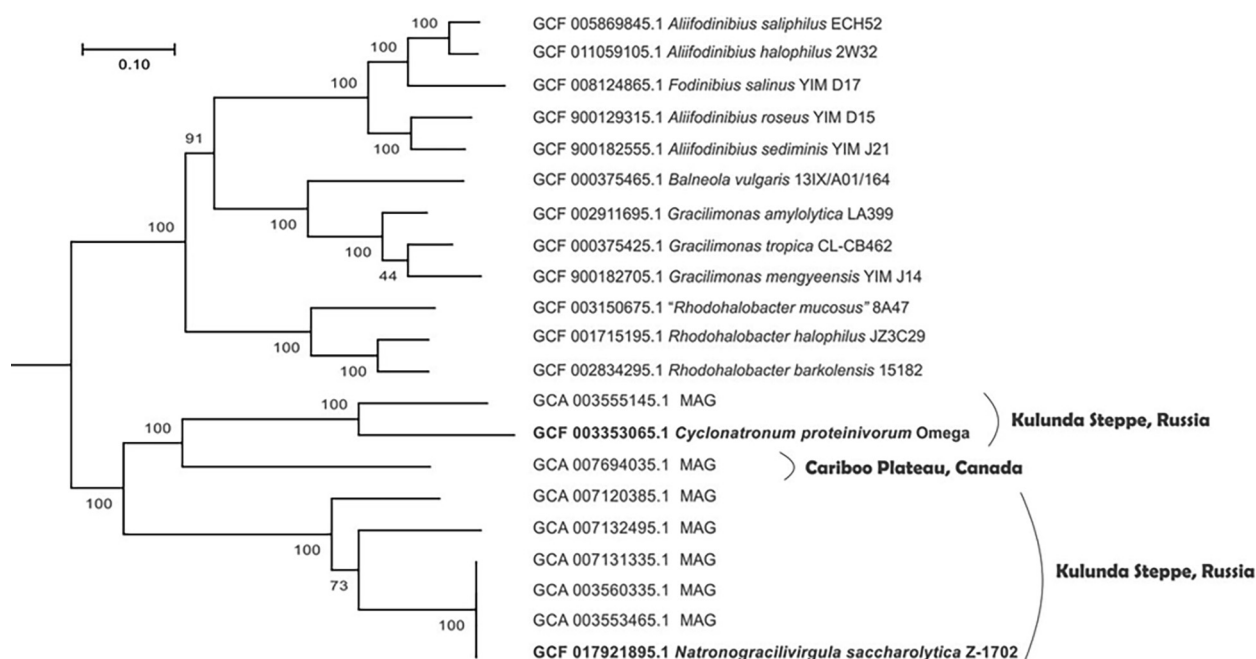 100
GCF 005869845.1 Aliifodinibius saliphilus ECH52
100
GCF 011059105.1 Aliifodinibius halophilus 2W32
0.10
100
GCF 008124865.1 Fodinibius salinus YIM D17
GCF 900129315.1 Aliifodinibius roseus YIM D15
91
100
GCF 900182555.1 Aliifodinibius sediminis YIM J21
GCF 000375465.1 Balneola vulgaris 13IX/A01/164
100
100
GCF 002911695.1 Gracilimonas amylolytica LA399
100
GCF 000375425.1 Gracilimonas tropica CL-CB462
44
GCF 900182705.1 Gracilimonas mengyeensis YIM J14
GCF 003150675.1 "Rhodohalobacter mucosus" 8A47
100
GCF 001715195.1 Rhodohalobacter halophilus JZ3C29
100
GCF 002834295.1 Rhodohalobacter barkolensis 15182
100
GCA 003555145.1 MAG
Kulunda Steppe, Russia
100
GCF 003353065.1 Cyclonatronum proteinivorum Omega
GCA 007694035.1 MAG
Cariboo Plateau, Canada
100
GCA 007120385.1 MAG
GCA 007132495.1 MAG
100
GCA 007131335.1 MAG
Kulunda Steppe, Russia
73
GCA 003560335.1 MAG
GCA 003553465.1 MAG
100
GCF 017921895.1 Natronogracilivirgula saccharolytica Z-1702